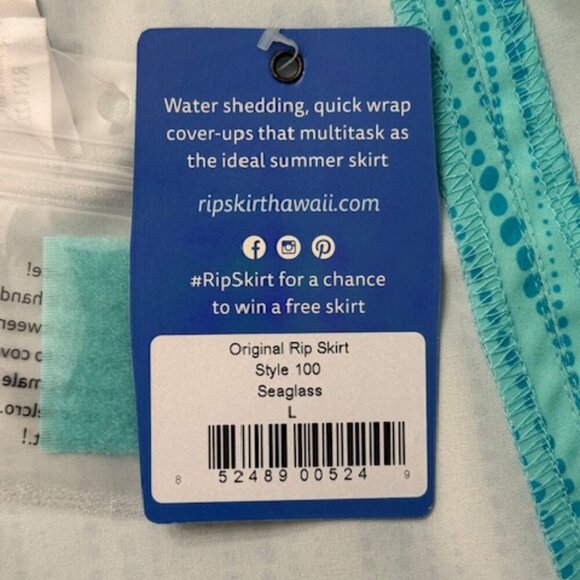 Water shedding, quick wrap
cover-ups that multitask as
the ideal summer skirt
ripskirthawaii.com
#RipSkirt for a chance
to win a free skirt
Original Rip Skirt
Style 100
Seaglass
L
8 52489 00524 9